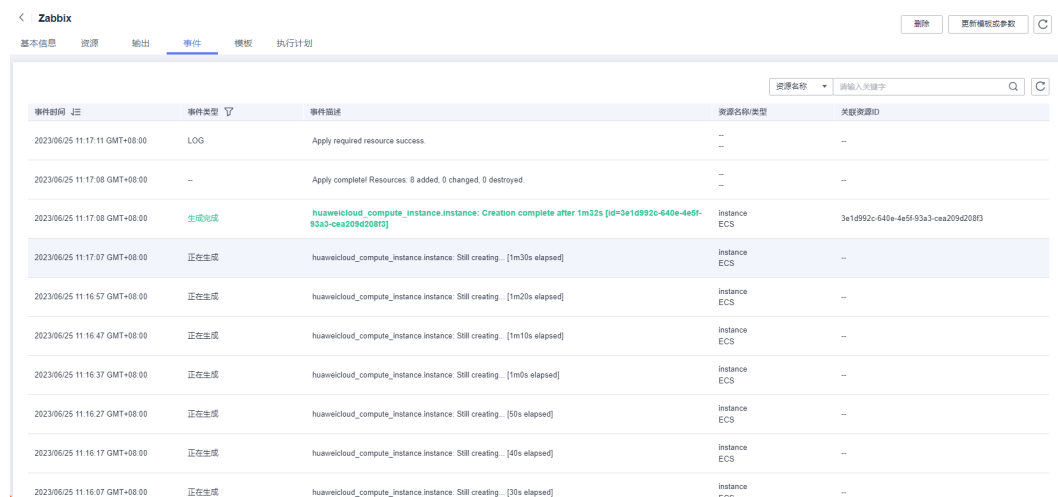 Zabbix
删除 更新模板或参数
基本信息 资源 输出 事件 模板 执行计划
资源名称 请输入关键字
事件时间 事件类型 事件描述 资源名称/类型 关联资源ID
2023/06/25 11:17:11 GMT+08:00 LOG Apply required resource success. -- --
--
2023/06/25 11:17:08 GMT+08:00 -- Apply complete! Resources: 8 added, 0 changed, 0 destroyed. -- --
--
2023/06/25 11:17:08 GMT+08:00 生成完成 huaweicloud_compute_instance.instance: Creation complete after 1m32s [id=3e1d992c-640e-4e5f- instance 3e1d992c-640e-4e5f-93a3-cea209d208f3
93a3-cea209d208f3] ECS
2023/06/25 11:17:07 GMT+08:00 正在生成 huaweicloud_compute_instance.instance: Still creating... [1m30s elapsed] instance --
ECS
2023/06/25 11:16:57 GMT+08:00 正在生成 huaweicloud_compute_instance.instance: Still creating... [1m20s elapsed] instance --
ECS
2023/06/25 11:16:47 GMT+08:00 正在生成 huaweicloud_compute_instance.instance: Still creating... [1m10s elapsed] instance --
ECS
2023/06/25 11:16:37 GMT+08:00 正在生成 huaweicloud_compute_instance.instance: Still creating... [1m0s elapsed] instance --
ECS
2023/06/25 11:16:27 GMT+08:00 正在生成 huaweicloud_compute_instance.instance: Still creating... [50s elapsed] instance --
ECS
2023/06/25 11:16:17 GMT+08:00 正在生成 huaweicloud_compute_instance.instance: Still creating... [40s elapsed] instance --
ECS
2023/06/25 11:16:07 GMT+08:00 正在生成 huaweicloud_compute_instance.instance: Still creating... [30s elapsed] instance --
ECS